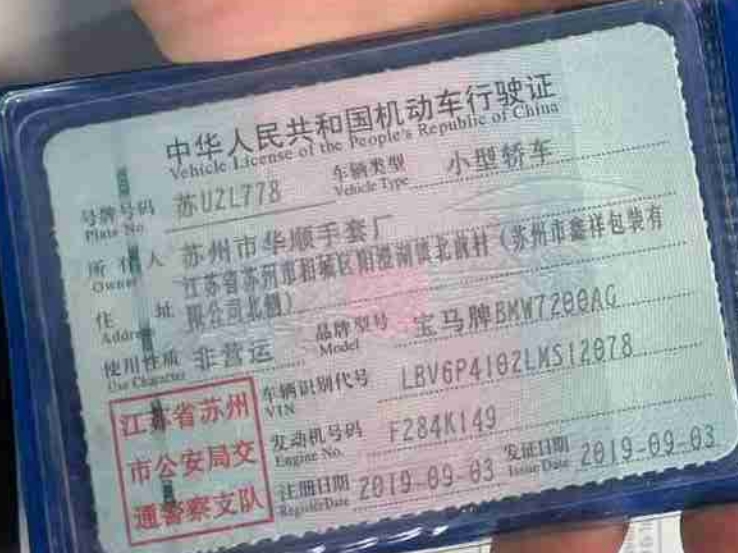 中华人民共和国机动车行驶证
Vehicle License of the People's Republic of China
号牌号码 苏UZL778 车辆类型 小型轿车
Plate No. Vehicle Type
所有人 苏州市华顺手套厂
Owner
江苏省苏州市相城区阳澄湖镇北前村（苏州市鑫祥包装有
住址 限公司北侧）
Address
使用性质 非营运 品牌型号 宝马牌BMW7200AG
Use Character Model
江苏省苏州 车辆识别代号 LBV6P4102LMS12078
VIN
市公安局交 发动机号码 F284K149
Engine No.
通警察支队 注册日期 2019-09-03 发证日期 2019-09-03
Register Date Issue Date